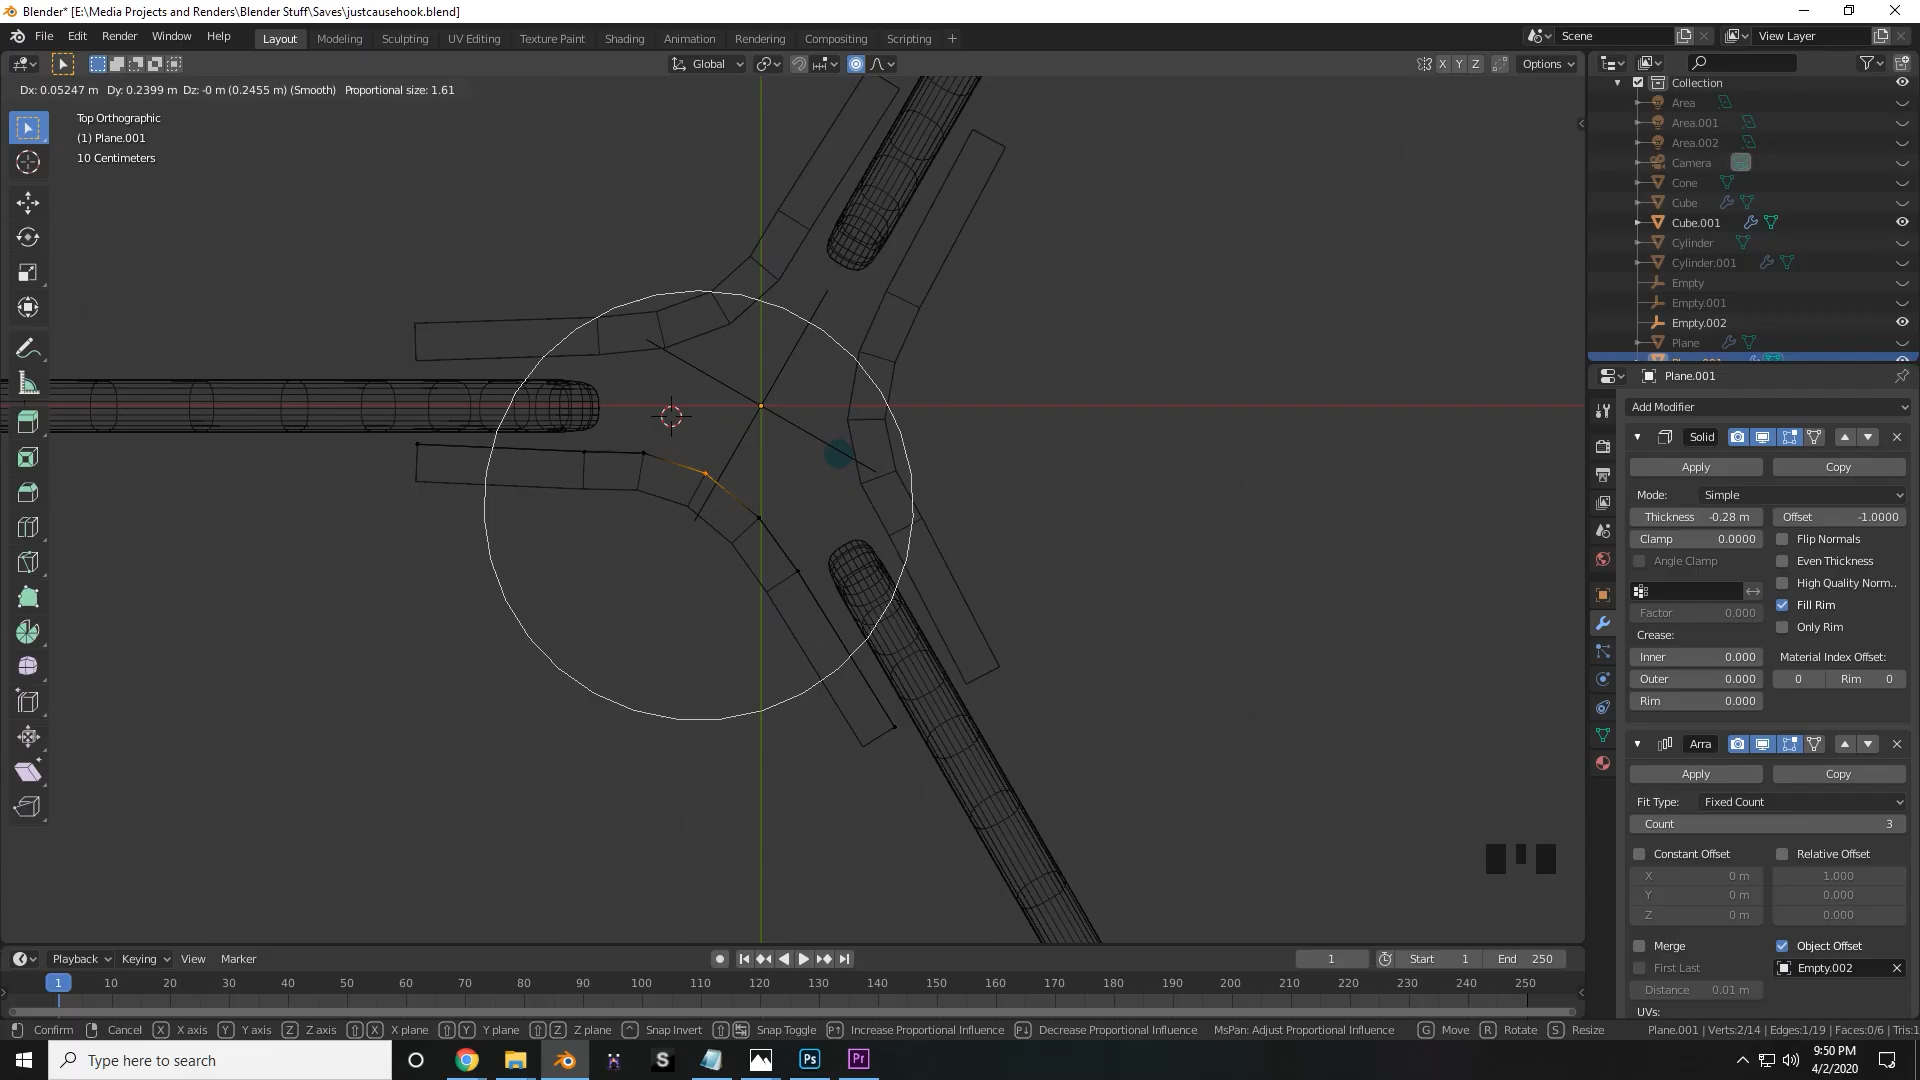 Blender* [E:\Media Projects and Renders\Blender Stuff\Saves\justcausehook.blend]
File Edit Render Window Help Layout Modeling Sculpting UV Editing Texture Paint Shading Animation Rendering Compositing Scripting + Scene View Layer
Global X Y Z Options
Dx: 0.05247 m Dy: 0.2399 m Dz: -0 m (0.2455 m) (Smooth) Proportional size: 1.61
Top Orthographic
(1) Plane.001
10 Centimeters
Collection
Area
Area.001
Area.002
Camera
Cone
Cube
Cube.001
Cylinder
Cylinder.001
Empty
Empty.001
Empty.002
Plane
Plane.001
Add Modifier
Solid
Apply Copy
Mode: Simple
Thickness -0.28 m Offset -1.0000
Clamp 0.0000 Flip Normals
Angle Clamp Even Thickness
High Quality Norm..
Fill Rim
Factor 0.000
Only Rim
Crease:
Inner 0.000 Material Index Offset:
Outer 0.000 0 Rim 0
Rim 0.000
Arra
Apply Copy
Fit Type: Fixed Count
Count 3
Constant Offset Relative Offset
X 0 m 1.000
Y 0 m 0.000
Z 0 m 0.000
Merge Object Offset
First Last Empty.002
Distance 0.01 m
UVs:
Playback Keying View Marker 1 Start 1 End 250
1 10 20 30 40 50 60 70 80 90 100 110 120 130 140 150 160 170 180 190 200 210 220 230 240 250
Confirm Cancel X X axis Y Y axis Z Z axis X X plane Y Y plane Z Z plane Snap Invert Snap Toggle P↑ Increase Proportional Influence P↓ Decrease Proportional Influence MsPan: Adjust Proportional Influence G Move R Rotate S Resize Plane.001 | Verts:2/14 | Edges:1/19 | Faces:0/6 | Tris:1
Type here to search S Ps Pr 9:50 PM
4/2/2020